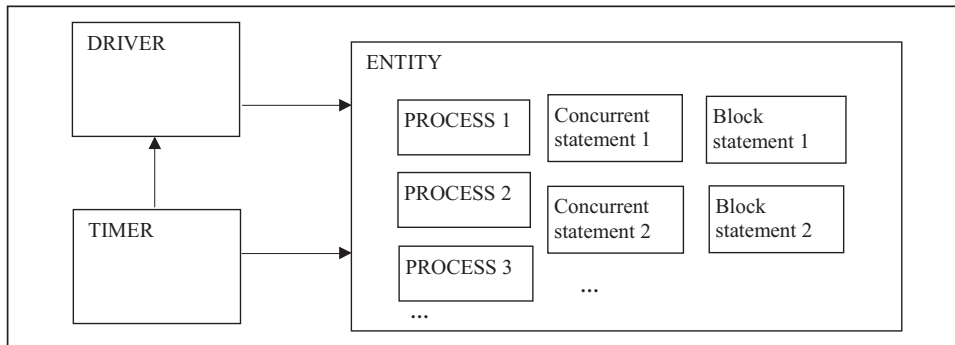 DRIVER
ENTITY
PROCESS 1
Concurrent
statement 1
Block
statement 1
PROCESS 2
Concurrent
statement 2
Block
statement 2
TIMER
PROCESS 3
...
...